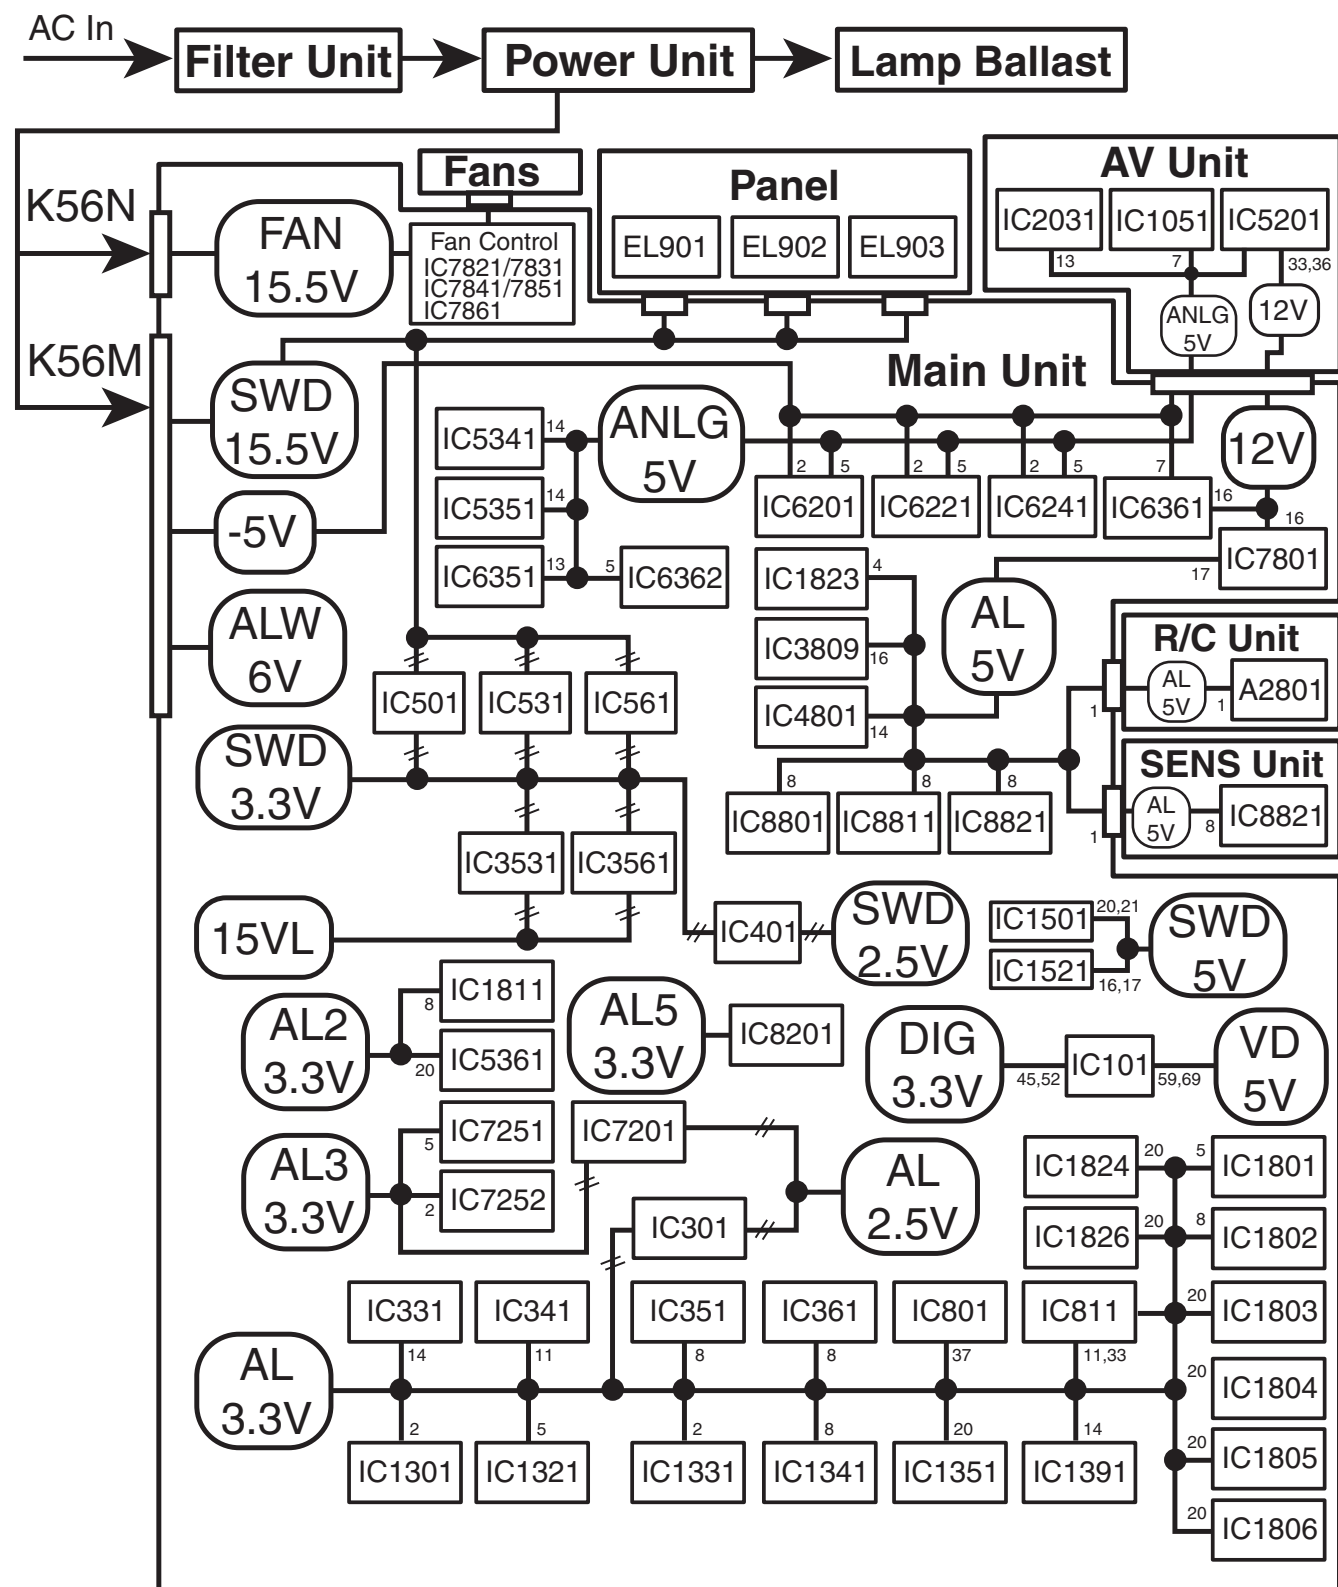 AC In
Filter Unit
Power Unit
Lamp Ballast
K56N
K56M
Fans
FAN
15.5V
Fan Control
IC7821/7831
IC7841/7851
IC7861
Panel
EL901
EL902
EL903
AV Unit
IC2031
IC1051
IC5201
13
7
33,36
ANLG
5V
12V
Main Unit
SWD
15.5V
-5V
ALW
6V
IC5341
14
IC5351
14
IC6351
13
5
IC6362
ANLG
5V
2
5
2
5
2
5
7
IC6201
IC6221
IC6241
IC6361
16
12V
16
IC7801
17
IC1823
4
IC3809
16
IC4801
14
AL
5V
R/C Unit
AL
5V
1
1
A2801
SENS Unit
AL
5V
1
8
IC8821
8
8
8
IC8801
IC8811
IC8821
IC501
IC531
IC561
SWD
3.3V
IC3531
IC3561
15VL
IC401
SWD
2.5V
IC1501
20,21
IC1521
16,17
SWD
5V
AL2
3.3V
8
IC1811
20
IC5361
AL5
3.3V
IC8201
DIG
3.3V
45,52
IC101
59,69
VD
5V
AL3
3.3V
5
IC7251
2
IC7252
IC7201
IC301
AL
2.5V
IC1824
20
5
IC1801
IC1826
20
8
IC1802
IC331
IC341
IC351
IC361
IC801
IC811
20
IC1803
14
11
8
8
37
11,33
AL
3.3V
20
IC1804
2
5
2
8
20
14
IC1301
IC1321
IC1331
IC1341
IC1351
IC1391
20
IC1805
20
IC1806